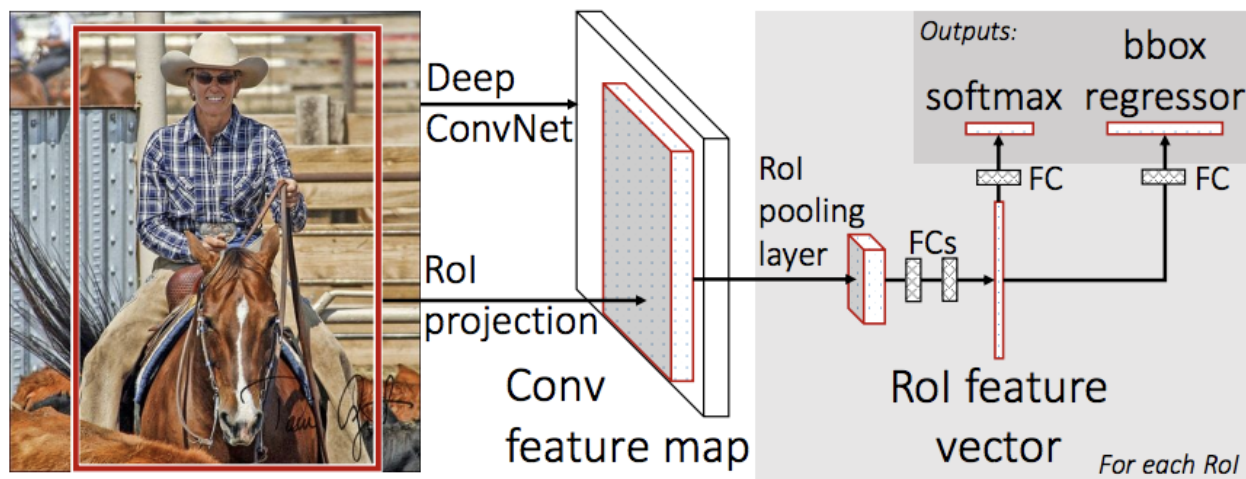 Deep
ConvNet
RoI
projection
Conv
feature map
RoI
pooling
layer
FCs
RoI feature
vector
For each RoI
Outputs:
softmax
bbox
regressor
FC
FC